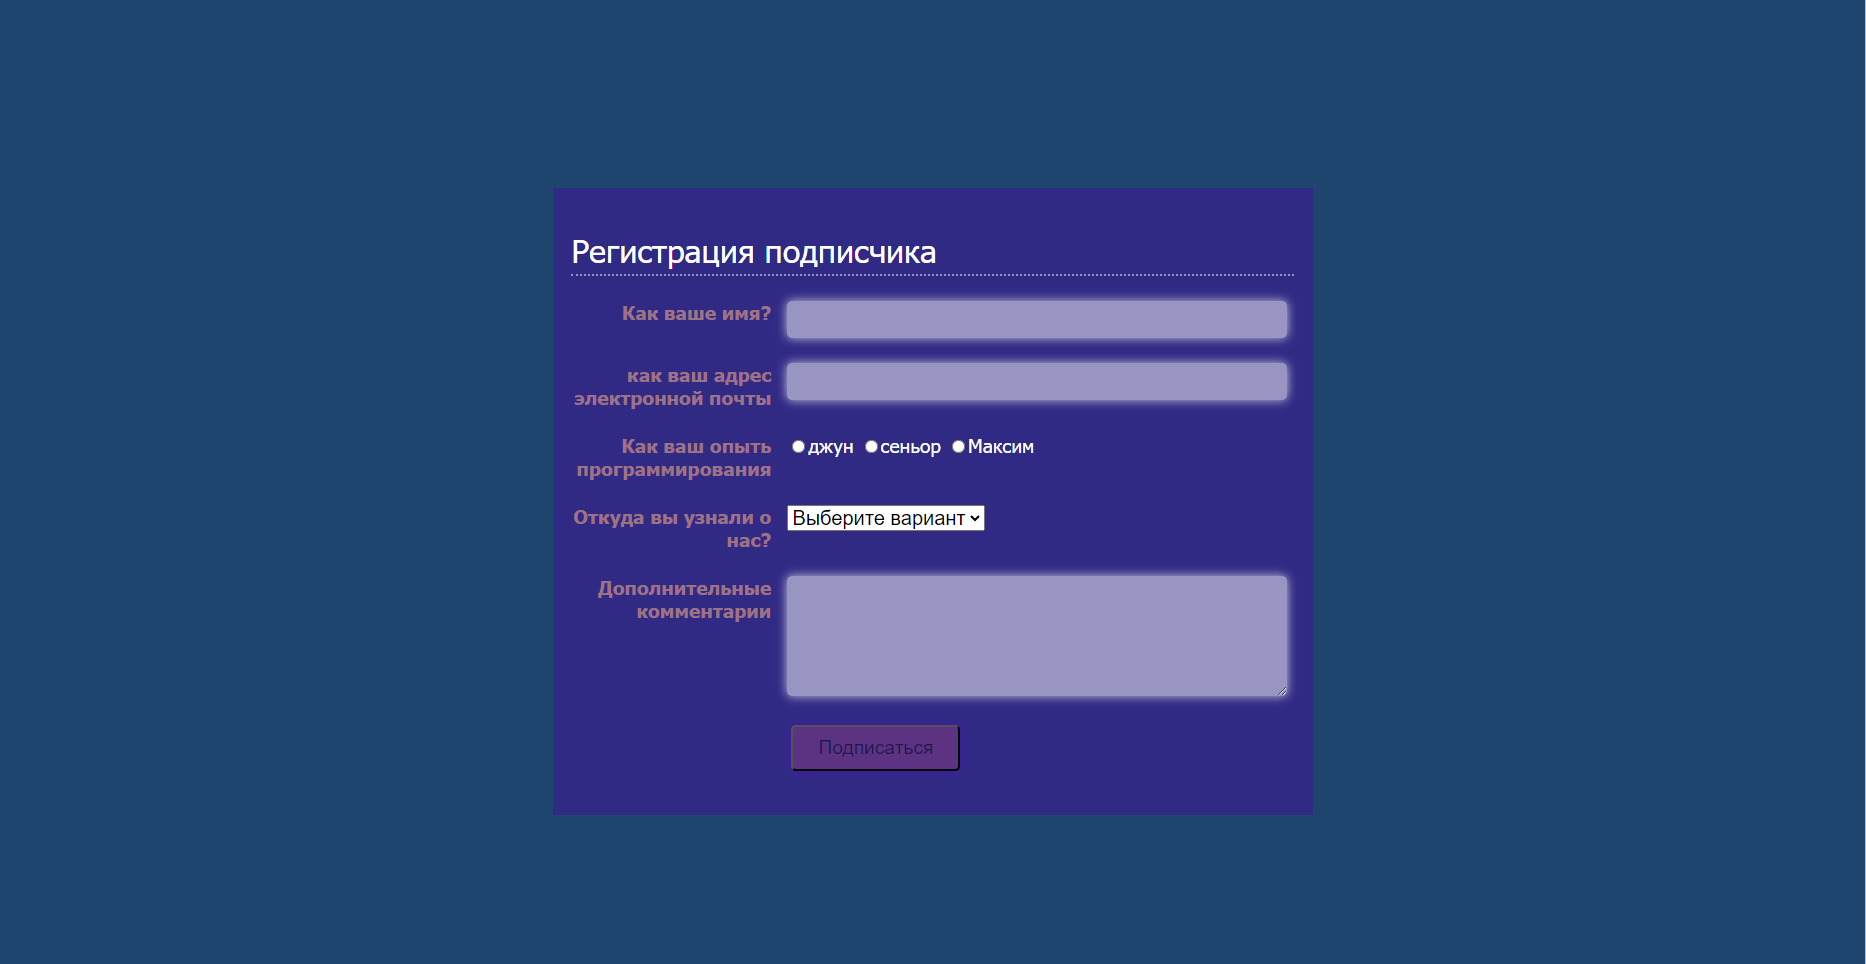 Регистрация подписчика
Как ваше имя?
как ваш адрес
электронной почты
Как ваш опыть
программирования
джун сеньор Максим
Откуда вы узнали о
нас?
Выберите вариант
Дополнительные
комментарии
Подписаться